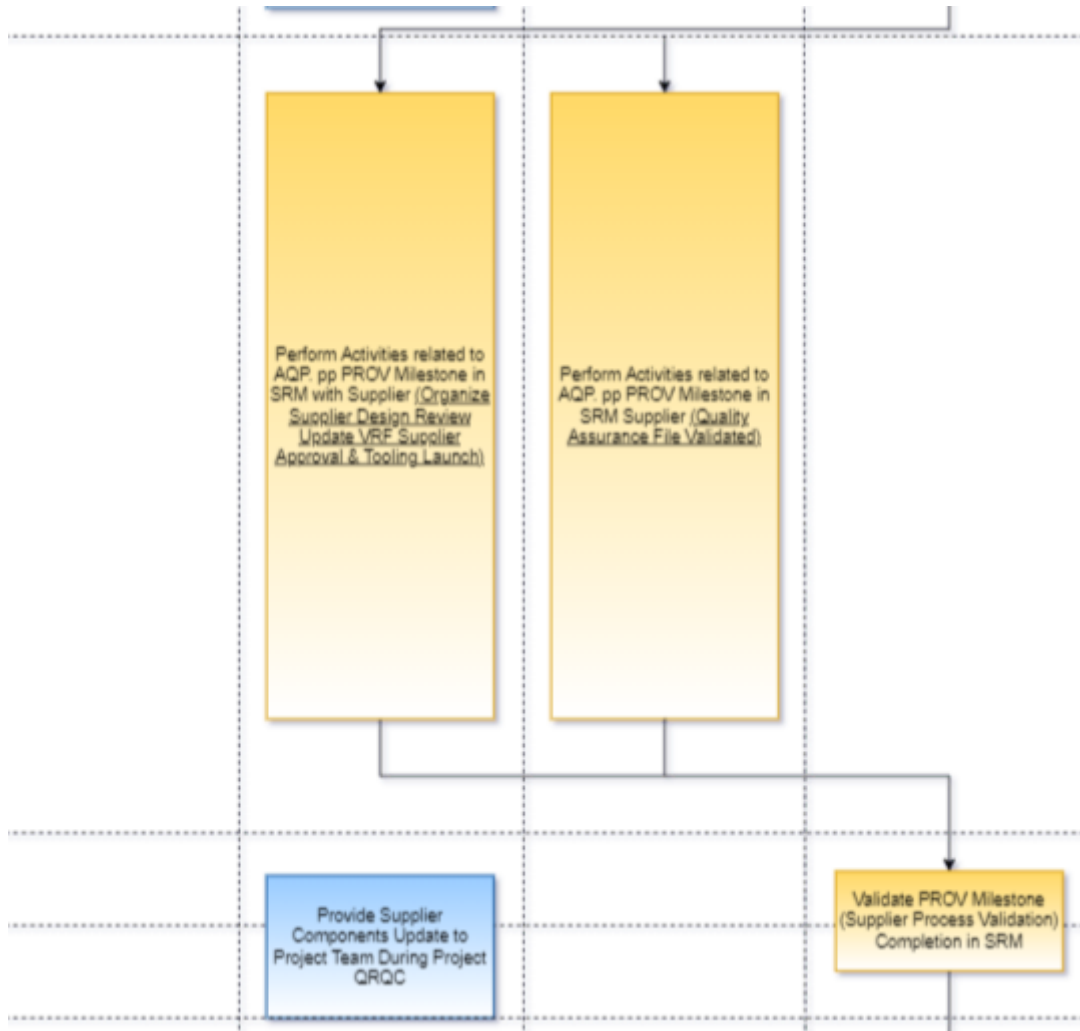 Perform Activities related to
AQP. pp PROV Milestone in
SRM with Supplier (Organize
Supplier Design Review
Update VRF Supplier
Approval & Tooling Launch)
Perform Activities related to
AQP. pp PROV Milestone in
SRM Supplier (Quality
Assurance File Validated)
Provide Supplier
Components Update to
Project Team During Project
QRQC
Validate PROV Milestone
(Supplier Process Validation)
Completion in SRM